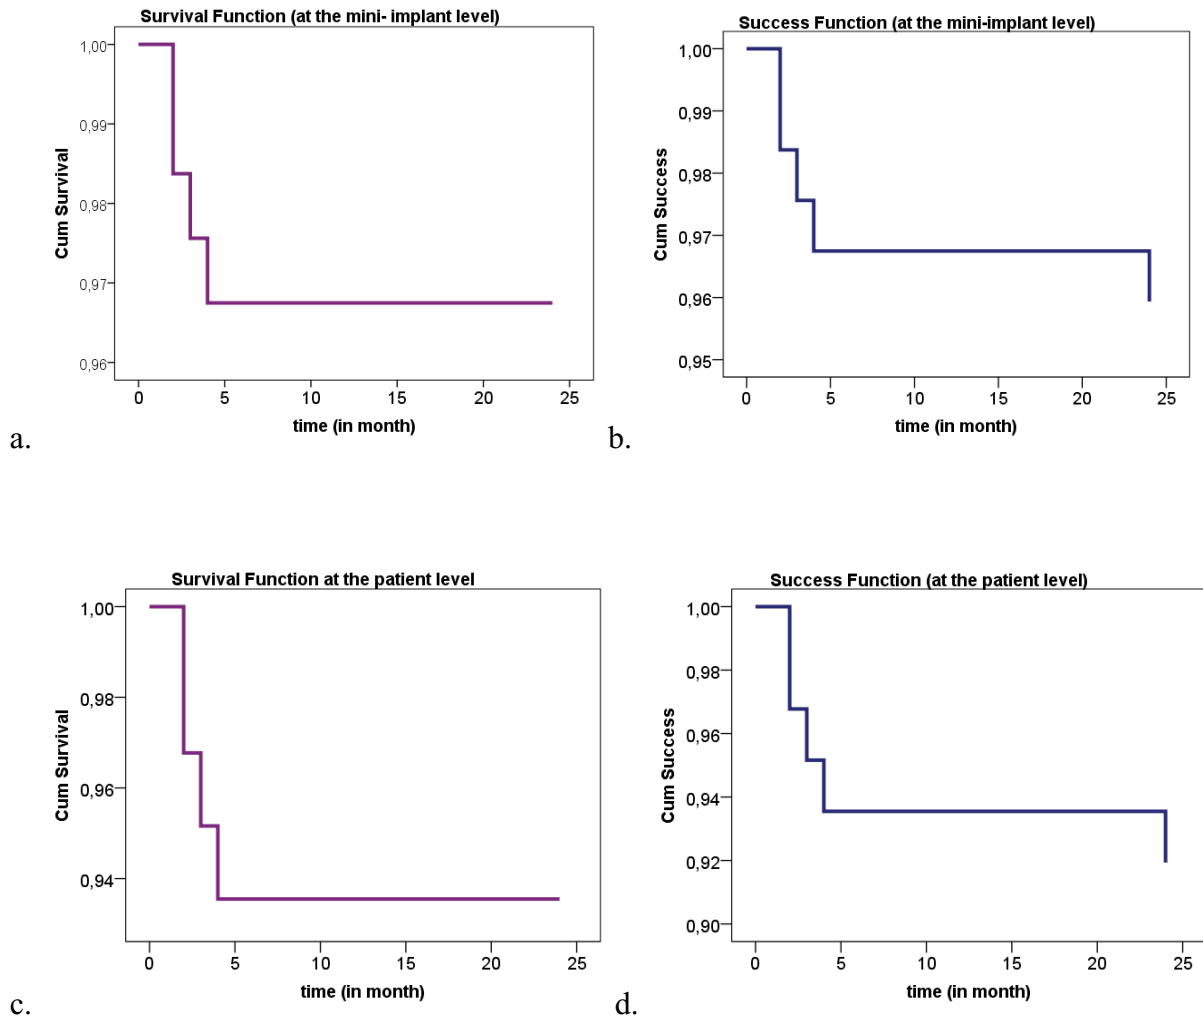 Survival Function (at the mini- implant level)
1,00
0,99
0,98
0,97
0,96
Cum Survival
0 5 10 15 20 25
time (in month)
a.
Success Function (at the mini-implant level)
1,00
0,99
0,98
0,97
0,96
0,95
Cum Success
0 5 10 15 20 25
time (in month)
b.
Survival Function at the patient level
1,00
0,98
0,96
0,94
Cum Survival
0 5 10 15 20 25
time (in month)
c.
Success Function (at the patient level)
1,00
0,98
0,96
0,94
0,92
0,90
Cum Success
0 5 10 15 20 25
time (in month)
d.